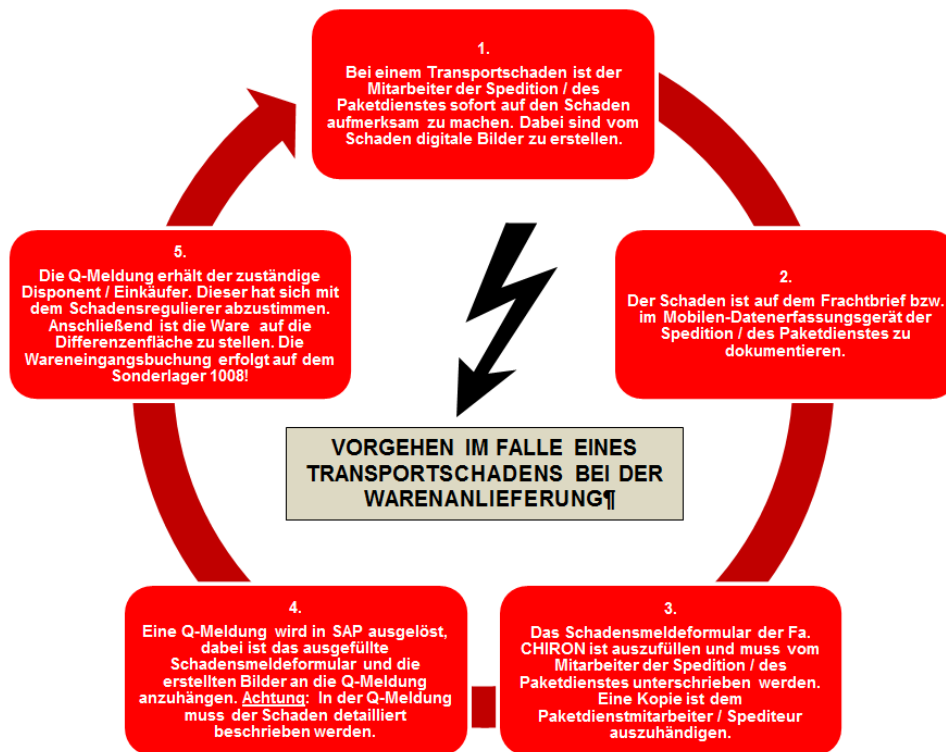 1.
Bei einem Transportschaden ist der
Mitarbeiter der Spedition / des
Paketdienstes sofort auf den Schaden
aufmerksam zu machen. Dabei sind vom
Schaden digitale Bilder zu erstellen.
2.
Der Schaden ist auf dem Frachtbrief bzw.
im Mobilen-Datenerfassungsgerät der
Spedition / des Paketdienstes zu
dokumentieren.
3.
Das Schadensmeldeformular der Fa.
CHIRON ist auszufüllen und muss vom
Mitarbeiter der Spedition / des
Paketdienstes unterschrieben werden.
Eine Kopie ist dem
Paketdienstmitarbeiter / Spediteur
auszuhändigen.
4.
Eine Q-Meldung wird in SAP ausgelöst,
dabei ist das ausgefüllte
Schadensmeldeformular und die
erstellten Bilder an die Q-Meldung
anzuhängen. Achtung: In der Q-Meldung
muss der Schaden detailliert
beschrieben werden.
5.
Die Q-Meldung erhält der zuständige
Disponent / Einkäufer. Dieser hat sich mit
dem Schadensregulierer abzustimmen.
Anschließend ist die Ware auf die
Differenzenfläche zu stellen. Die
Wareneingangsbuchung erfolgt auf dem
Sonderlager 1008!
VORGEHEN IM FALLE EINES
TRANSPORTSCHADENS BEI DER
WARENANLIEFERUNG¶